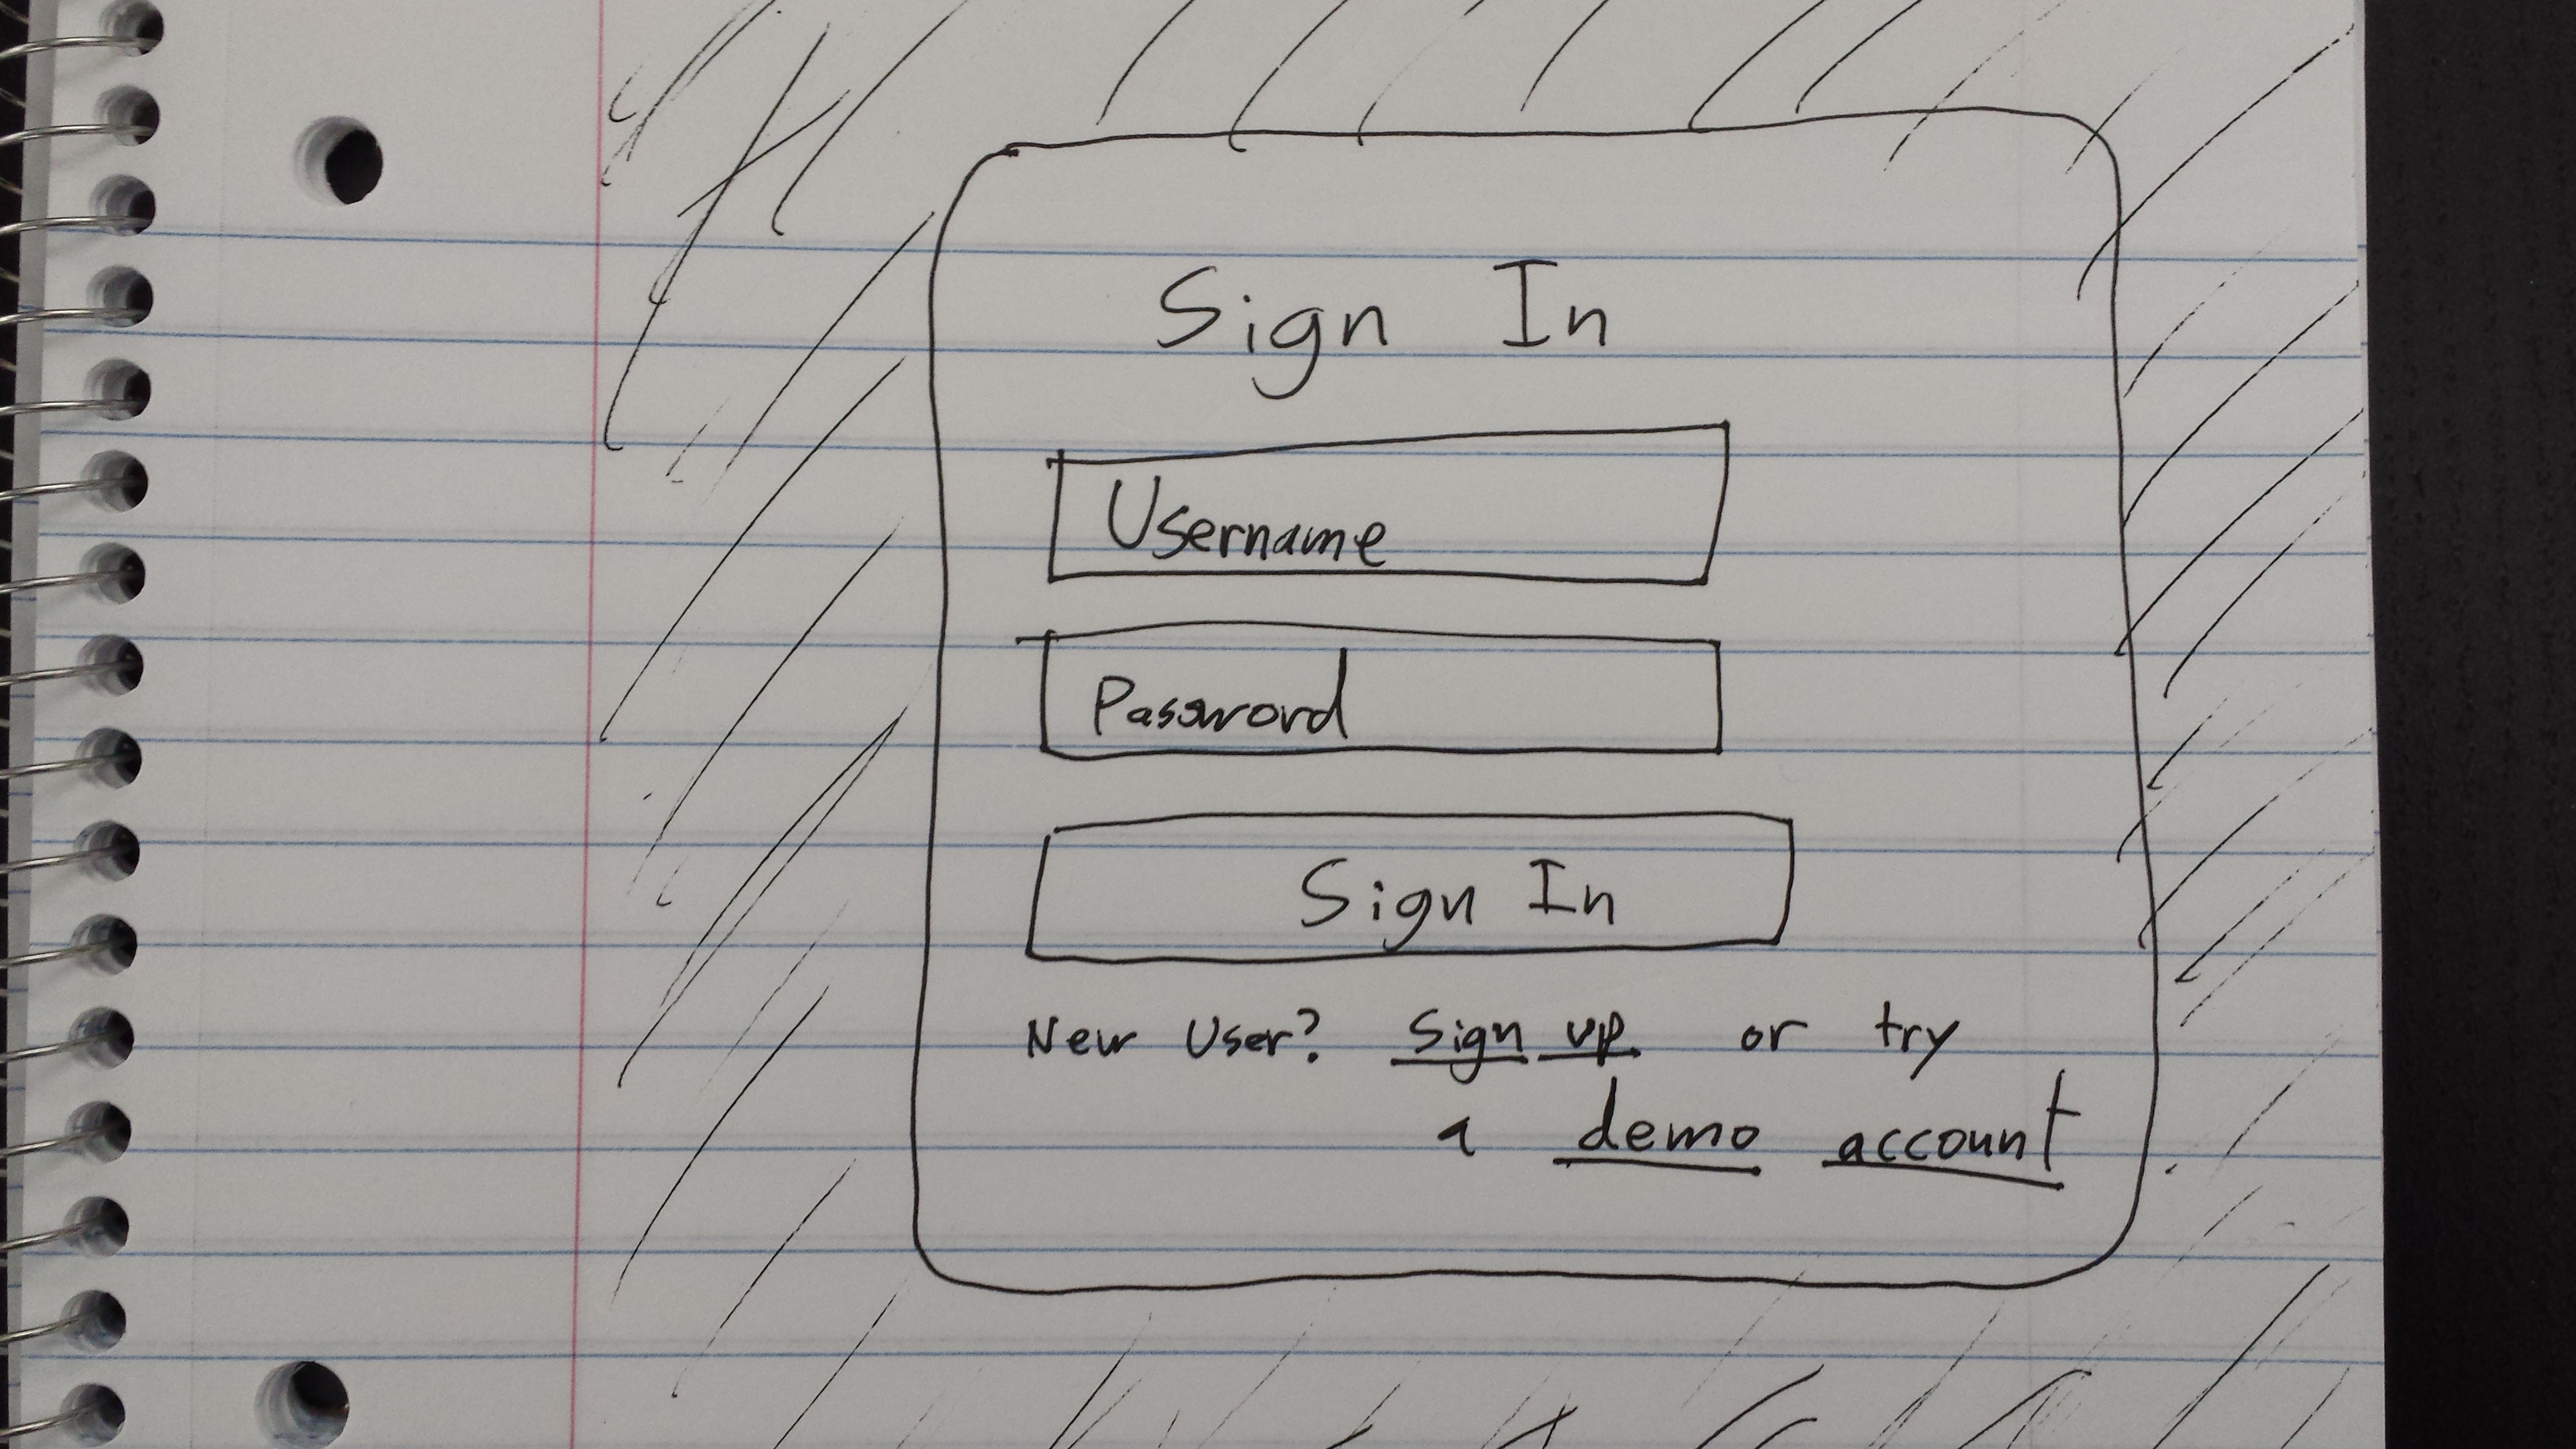 Sign In
Username
Password
Sign In
New User? Sign up or try
a demo account